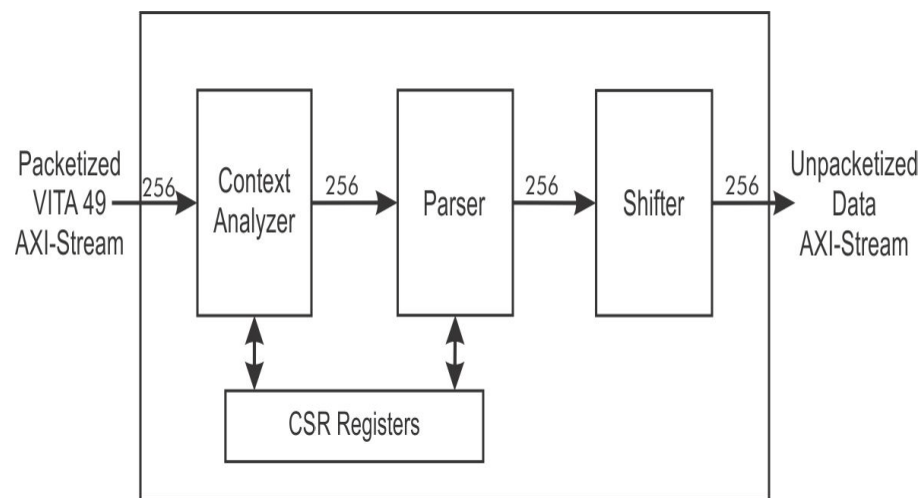 Packetized
VITA 49
AXI-Stream
256
Context
Analyzer
256
Parser
256
Shifter
256
Unpacketized
Data
AXI-Stream
CSR Registers